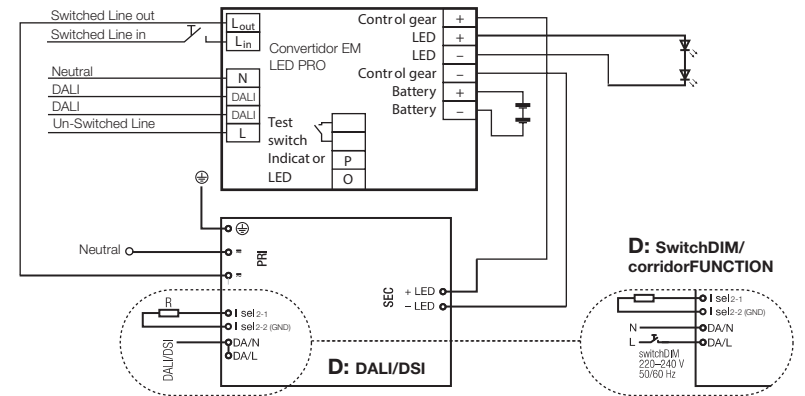 Switched Line out
Switched Line in
Lout
Lin
Convertidor EM
LED PRO
Control gear +
LED +
LED –
Control gear –
Battery +
Battery –
Neutral
DALI
DALI
Un-Switched Line
N
DALI
DALI
L
Test
switch
Indicat or
LED
P
O
Neutral
PRI
SEC
+ LED
– LED
R
I sel 2-1
I sel 2-2 (GND)
DA/N
DA/L
DALI/DSI
D: DALI/DSI
D: SwitchDIM/
corridorFUNCTION
I sel 2-1
I sel 2-2 (GND)
N
DA/N
L
DA/L
switchDIM
220–240 V
50/60 Hz